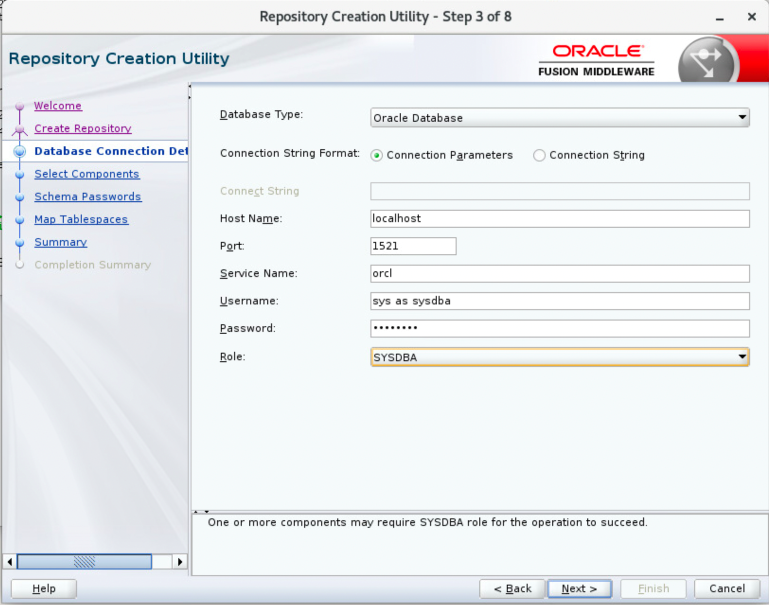 Repository Creation Utility - Step 3 of 8
Repository Creation Utility
ORACLE
FUSION MIDDLEWARE
Welcome
Create Repository
Database Connection Det
Select Components
Schema Passwords
Map Tablespaces
Summary
Completion Summary
Database Type: Oracle Database
Connection String Format: Connection Parameters Connection String
Connect String
Host Name: localhost
Port: 1521
Service Name: orcl
Username: sys as sysdba
Password: ••••••••
Role: SYSDBA
One or more components may require SYSDBA role for the operation to succeed.
Help < Back Next > Finish Cancel